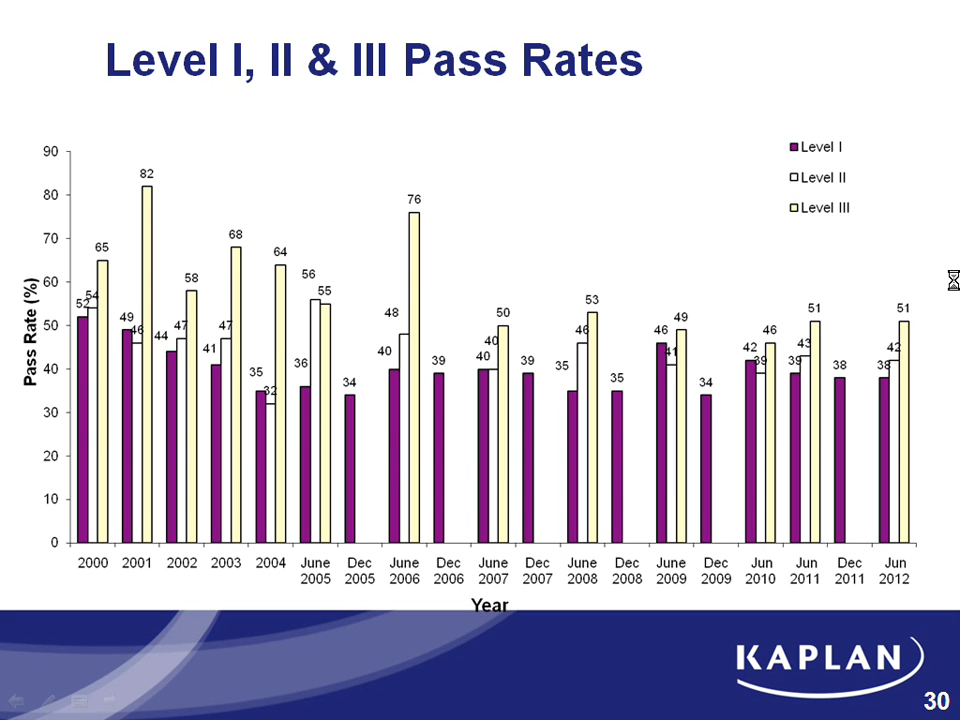 Level I, II & III Pass Rates
Level I
Level II
Level III
Pass Rate (%)
90
80
70
60
50
40
30
20
10
0
52 54 65
49 46 82
44 47 58
41 47 68
35 32 64
36 56 55
34
40 48 76
39
40 40 50
39
35 46 53
35
46 41 49
34
42 39 46
39 43 51
38
38 42 51
2000 2001 2002 2003 2004 June Dec June Dec June Dec June Dec June Dec Jun Jun Dec Jun
2005 2005 2006 2006 2007 2007 2008 2008 2009 2009 2010 2011 2011 2012
Year
KAPLAN
30